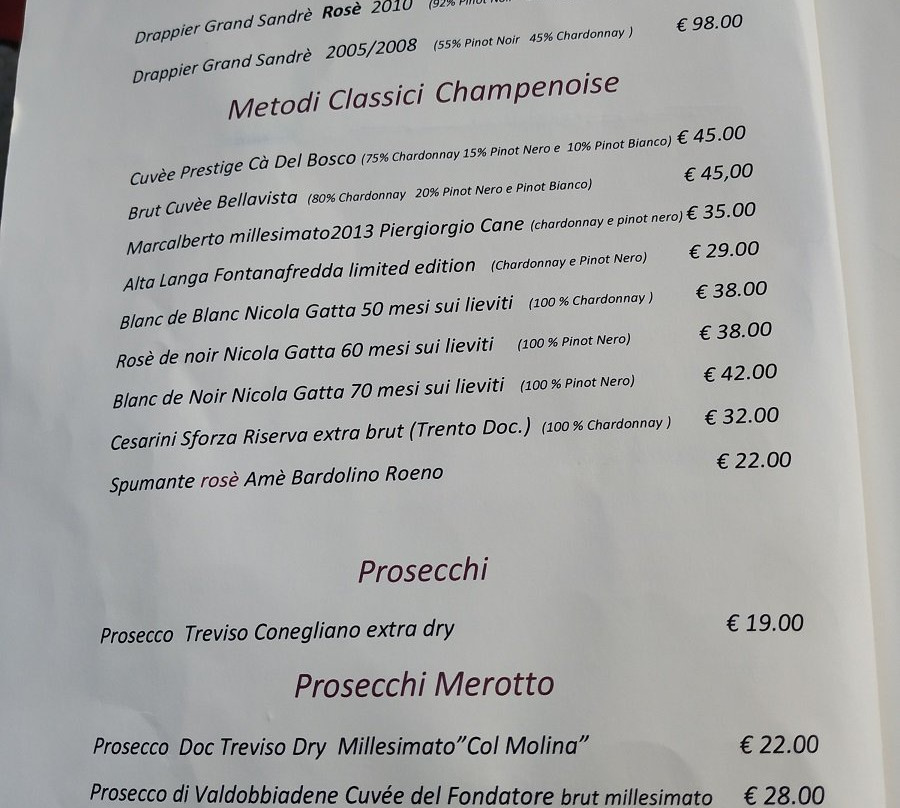 Drappier Grand Sandrè Rosè 2010 (92% Pinot
Drappier Grand Sandrè 2005/2008 (55% Pinot Noir 45% Chardonnay ) € 98.00
Metodi Classici Champenoise
Cuvèe Prestige Cà Del Bosco (75% Chardonnay 15% Pinot Nero e 10% Pinot Bianco) € 45.00
Brut Cuvèe Bellavista (80% Chardonnay 20% Pinot Nero e Pinot Bianco) € 45,00
Marcalberto millesimato2013 Piergiorgio Cane (chardonnay e pinot nero) € 35.00
Alta Langa Fontanafredda limited edition (Chardonnay e Pinot Nero) € 29.00
Blanc de Blanc Nicola Gatta 50 mesi sui lieviti (100 % Chardonnay ) € 38.00
Rosè de noir Nicola Gatta 60 mesi sui lieviti (100 % Pinot Nero) € 38.00
Blanc de Noir Nicola Gatta 70 mesi sui lieviti (100 % Pinot Nero) € 42.00
Cesarini Sforza Riserva extra brut (Trento Doc.) (100 % Chardonnay ) € 32.00
Spumante rosè Amè Bardolino Roeno € 22.00
Prosecchi
Prosecco Treviso Conegliano extra dry € 19.00
Prosecchi Merotto
Prosecco Doc Treviso Dry Millesimato”Col Molina” € 22.00
Prosecco di Valdobbiadene Cuvée del Fondatore brut millesimato € 28.00